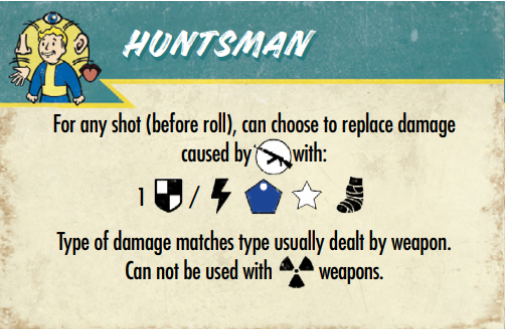 HUNTSMAN
For any shot (before roll), can choose to replace damage
caused by with:
1 /
Type of damage matches type usually dealt by weapon.
Can not be used with weapons.